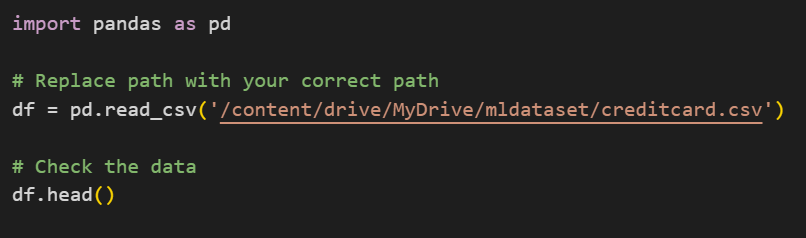 import pandas as pd
# Replace path with your correct path
df = pd.read_csv('/content/drive/MyDrive/mldataset/creditcard.csv')
# Check the data
df.head()